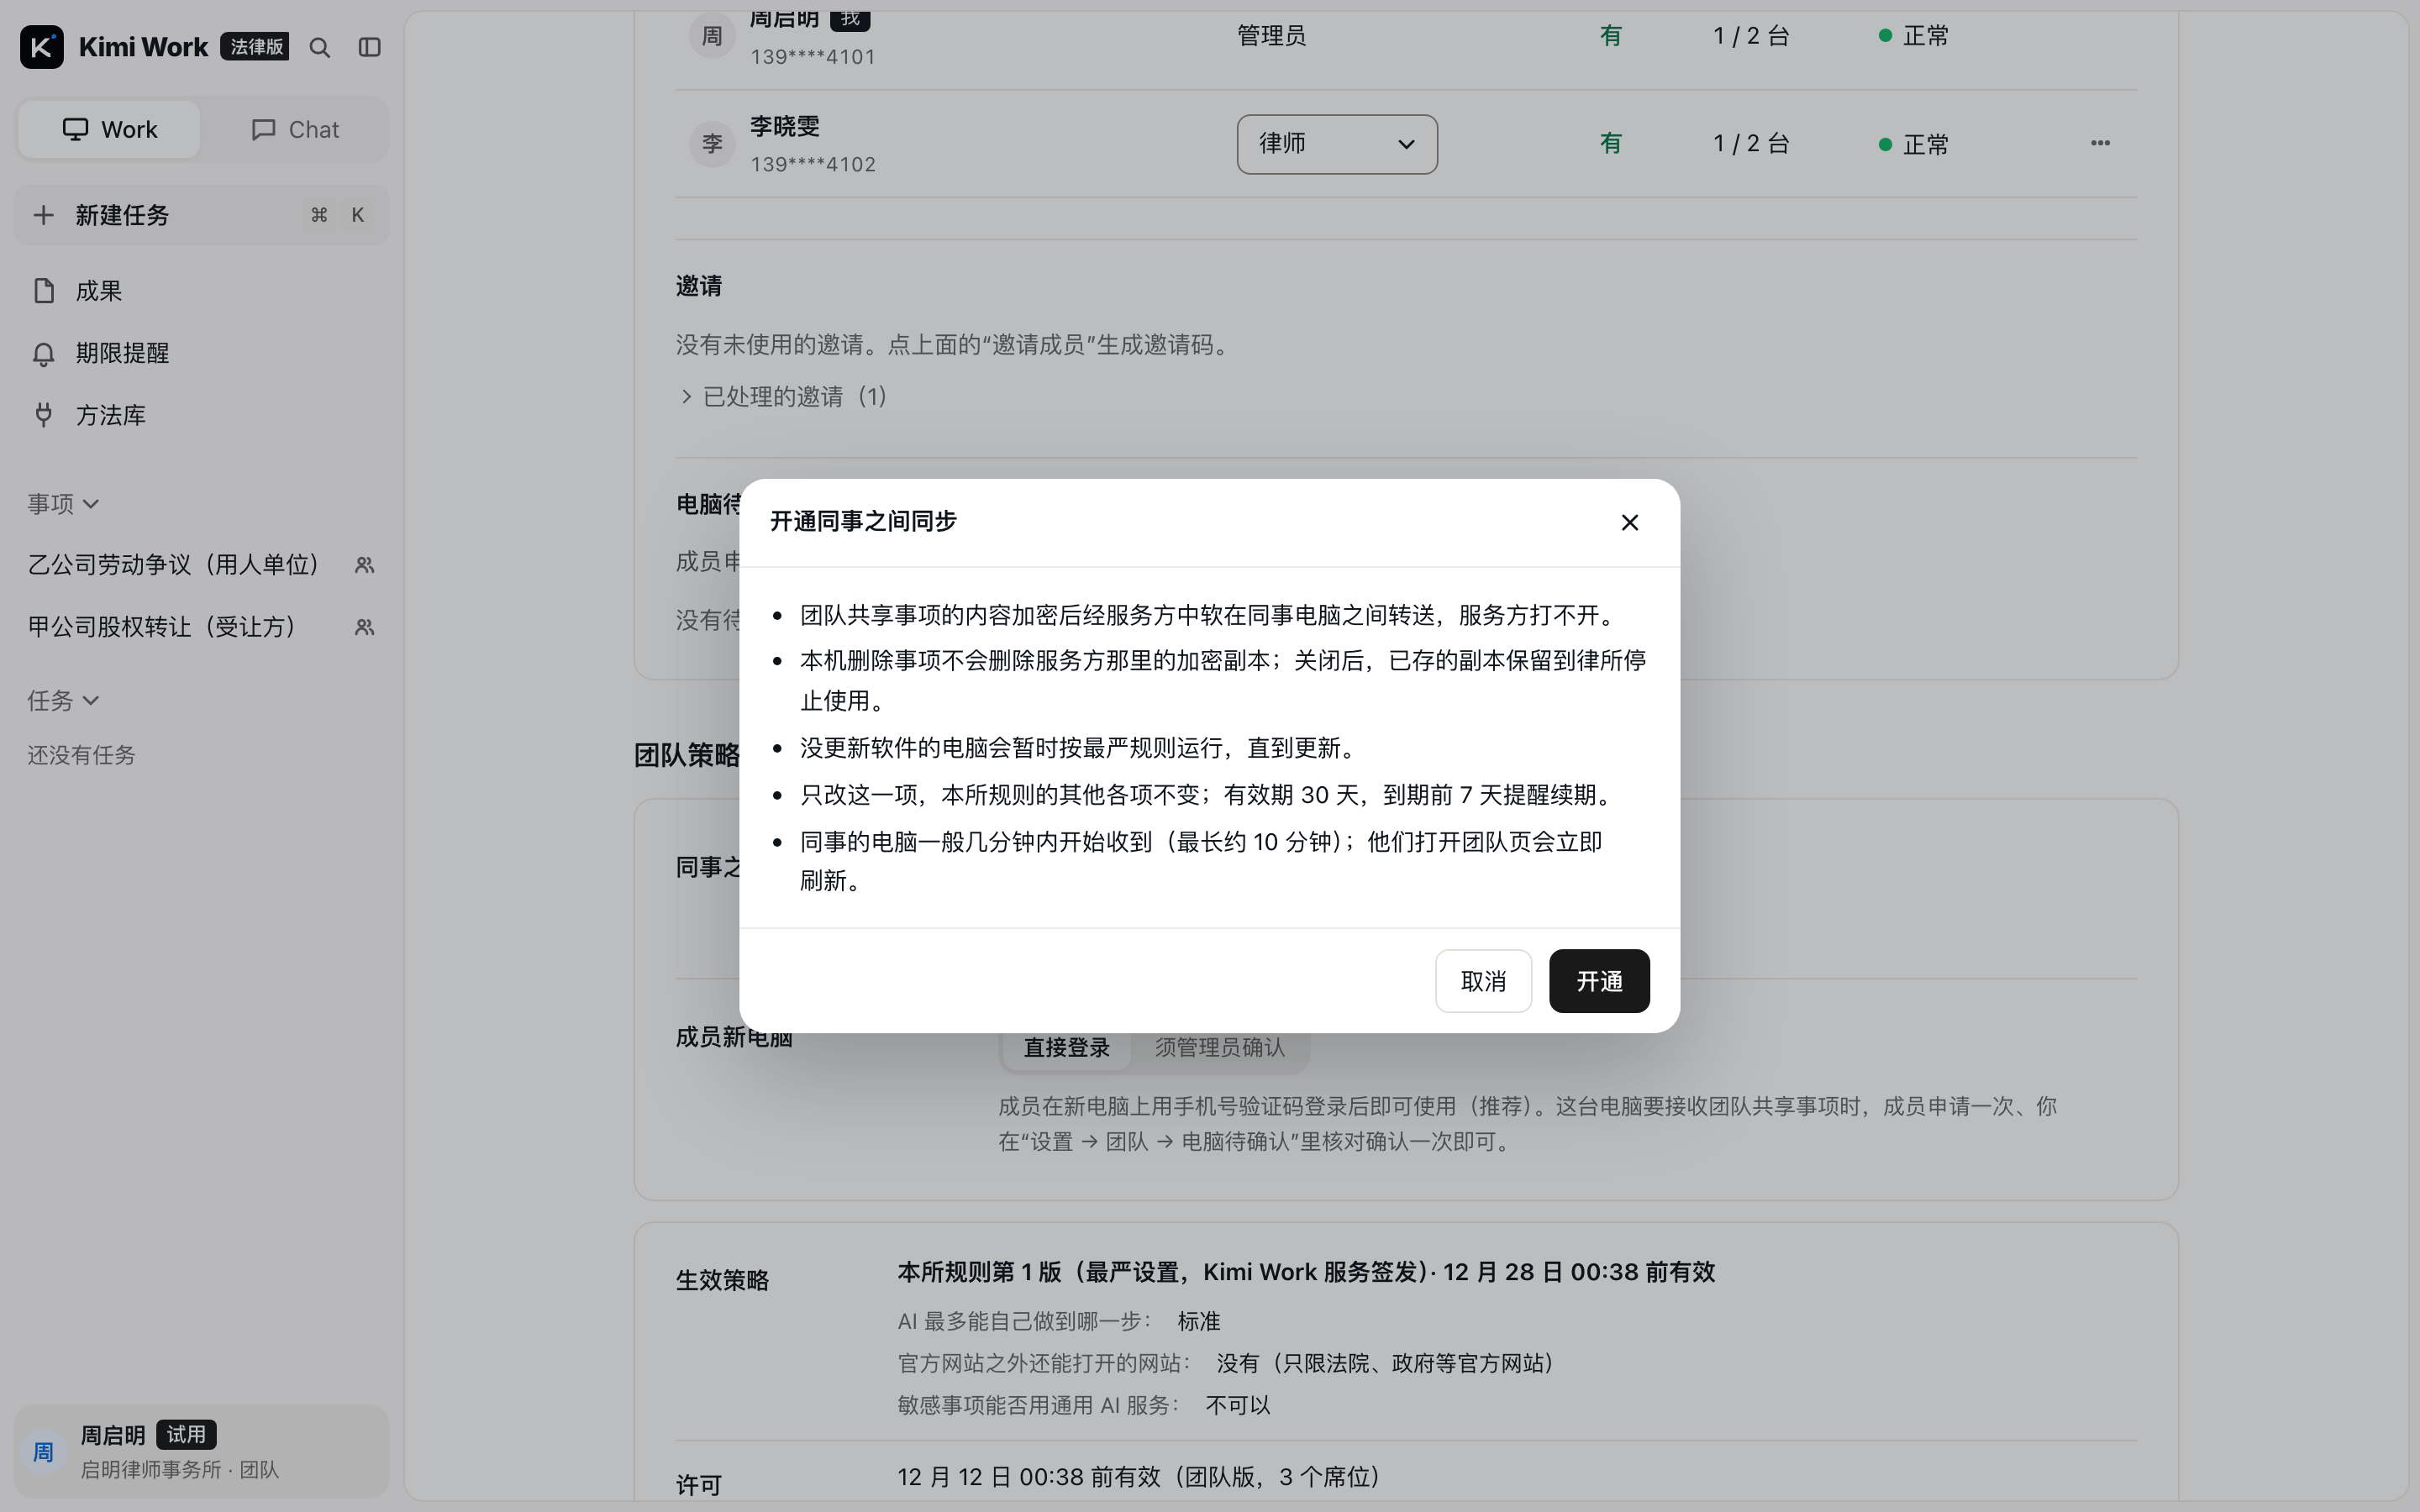 Kimi Work 法律版
Work
Chat
新建任务 ⌘ K
成果
期限提醒
方法库
事项
乙公司劳动争议（用人单位）
甲公司股权转让（受让方）
任务
还没有任务
周
周启明 试用
启明律师事务所 · 团队
周 周启明 我 管理员 有 1 / 2 台 正常
139****4101
李 李晓雯 律师 有 1 / 2 台 正常
139****4102
邀请
没有未使用的邀请。点上面的“邀请成员”生成邀请码。
已处理的邀请（1）
电脑待
成员申
没有待
开通同事之间同步
• 团队共享事项的内容加密后经服务方中软在同事电脑之间转送，服务方打不开。
• 本机删除事项不会删除服务方那里的加密副本；关闭后，已存的副本保留到律所停
止使用。
• 没更新软件的电脑会暂时按最严规则运行，直到更新。
• 只改这一项，本所规则的其他各项不变；有效期 30 天，到期前 7 天提醒续期。
• 同事的电脑一般几分钟内开始收到（最长约 10 分钟）；他们打开团队页会立即
刷新。
取消 开通
团队策略
同事之
成员新电脑 直接登录 须管理员确认
成员在新电脑上用手机号验证码登录后即可使用（推荐）。这台电脑要接收团队共享事项时，成员申请一次、你
在“设置 → 团队 → 电脑待确认”里核对确认一次即可。
生效策略 本所规则第 1 版（最严设置，Kimi Work 服务签发）· 12 月 28 日 00:38 前有效
AI 最多能自己做到哪一步： 标准
官方网站之外还能打开的网站： 没有（只限法院、政府等官方网站）
敏感事项能否用通用 AI 服务： 不可以
许可 12 月 12 日 00:38 前有效（团队版，3 个席位）